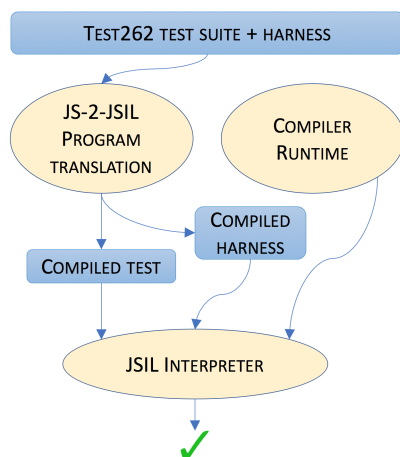 Test262 test suite + harness
JS-2-JSIL
Program
translation
Compiler
Runtime
Compiled
harness
Compiled test
JSIL Interpreter